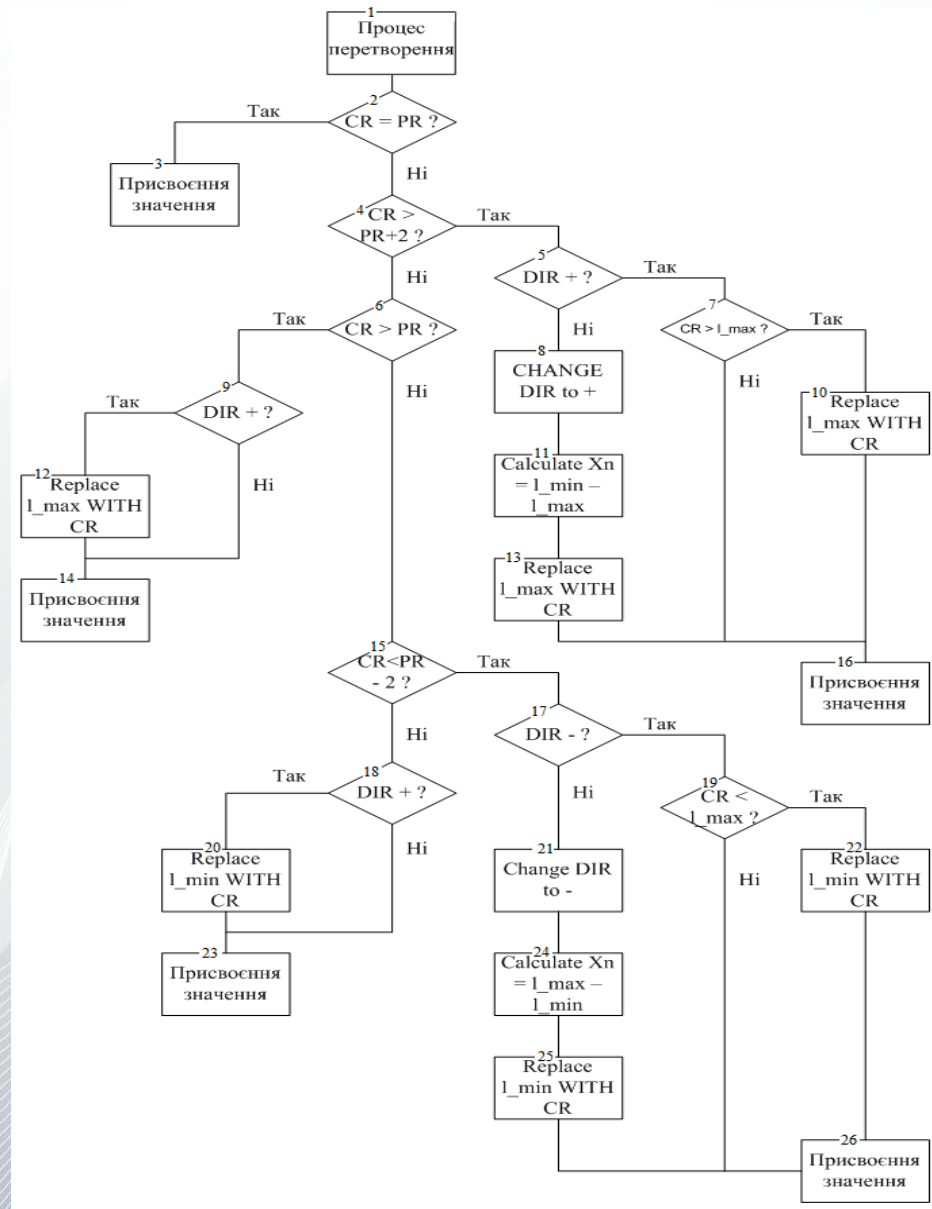 1
Процес
перетворення
2
Так
CR = PR ?
3
Ні
Присвоєння
значення
4
CR >
PR+2 ?
Так
5
DIR + ?
Так
Ні
6
CR > PR ?
Так
7
CR > l_max ?
Так
Ні
8
CHANGE
DIR to +
Ні
9
DIR + ?
Так
Ні
10
Replace
l_max WITH
CR
11
Calculate Xn
= l_min –
l_max
12
Replace
l_max WITH
CR
Ні
13
Replace
l_max WITH
CR
14
Присвоєння
значення
15
CR<PR
- 2 ?
Так
16
Присвоєння
значення
17
DIR - ?
Так
Ні
18
DIR + ?
Так
Ні
19
CR <
l_max ?
Так
Ні
20
Replace
l_min WITH
CR
Ні
21
Change DIR
to -
22
Replace
l_min WITH
CR
23
Присвоєння
значення
24
Calculate Xn
= l_max –
l_min
25
Replace
l_min WITH
CR
26
Присвоєння
значення